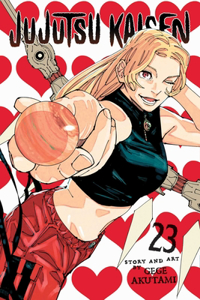 JUJUTSU KAISEN
23
STORY AND ART
BY GEGE
AKUTAMI